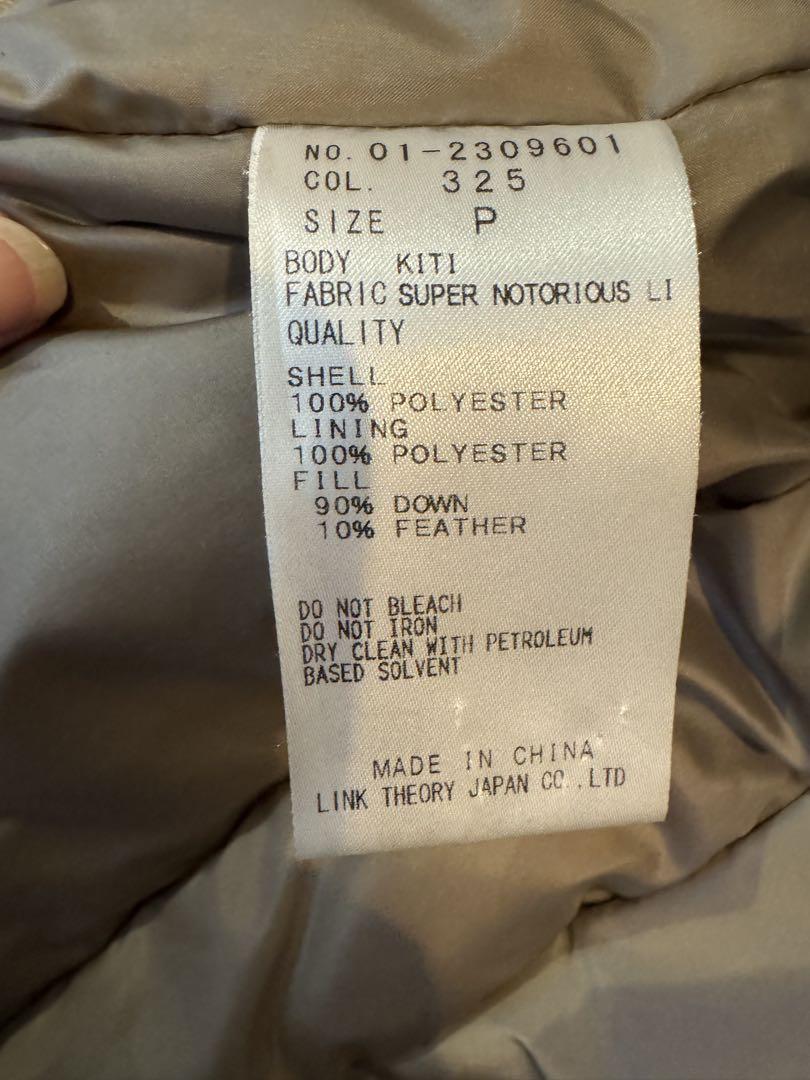 NO. 01-2309601
COL. 325
SIZE P
BODY KITI
FABRIC SUPER NOTORIOUS LI
QUALITY
SHELL
100% POLYESTER
LINING
100% POLYESTER
FILL
90% DOWN
10% FEATHER
DO NOT BLEACH
DO NOT IRON
DRY CLEAN WITH PETROLEUM
BASED SOLVENT
MADE IN CHINA
LINK THEORY JAPAN CO.,LTD